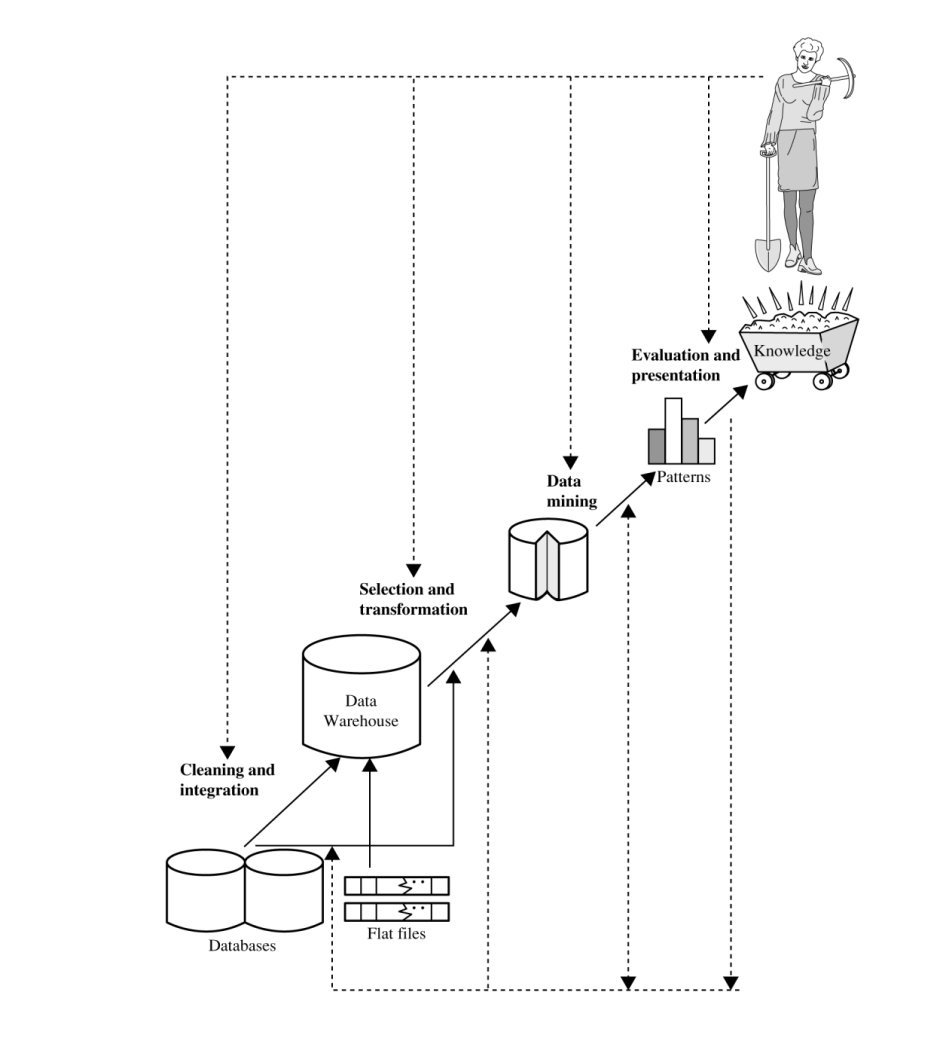 Evaluation and
presentation
Knowledge
Patterns
Data
mining
Selection and
transformation
Data
Warehouse
Cleaning and
integration
Databases
Flat files